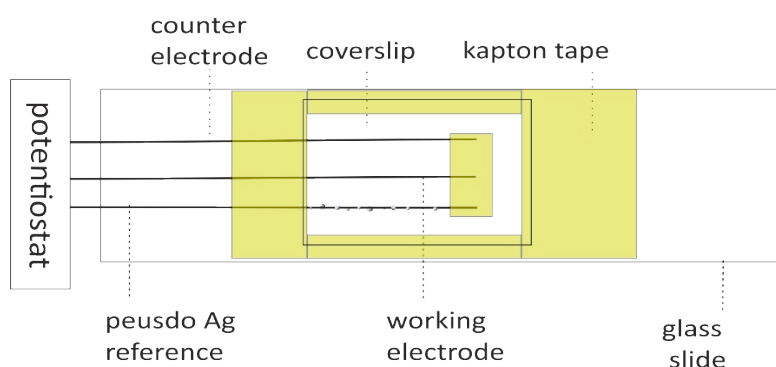 counter
electrode
coverslip
kapton tape
potentiostat
peusdo Ag
reference
working
electrode
glass
slide